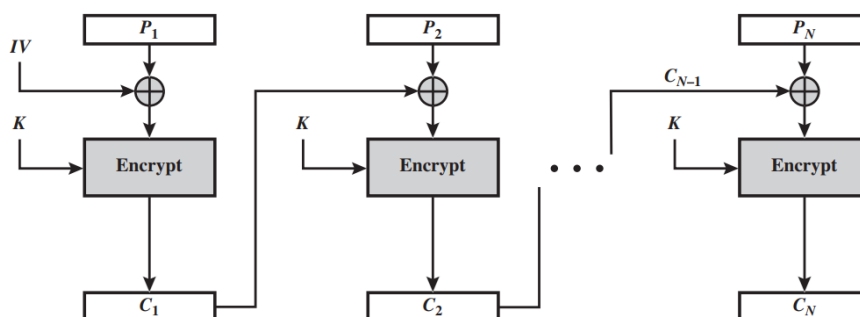 P1 P2 PN
IV
CN–1
K K K
Encrypt Encrypt Encrypt
• • •
C1 C2 CN